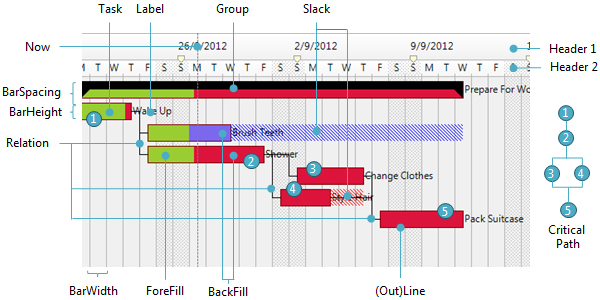 Task Label Group Slack
Now 26/8/2012 2/9/2012 9/9/2012 Header 1
M T W T F S S M T W T F S S M T W T F S S M T W T F S Header 2
BarSpacing Prepare For Wo
BarHeight 1 Wake Up 1
Brush Teeth 2
Relation 2 Shower
3 Change Clothes 3 4
4 Style Hair
5 Pack Suitcase 5
Critical
Path
BarWidth ForeFill BackFill (Out)Line